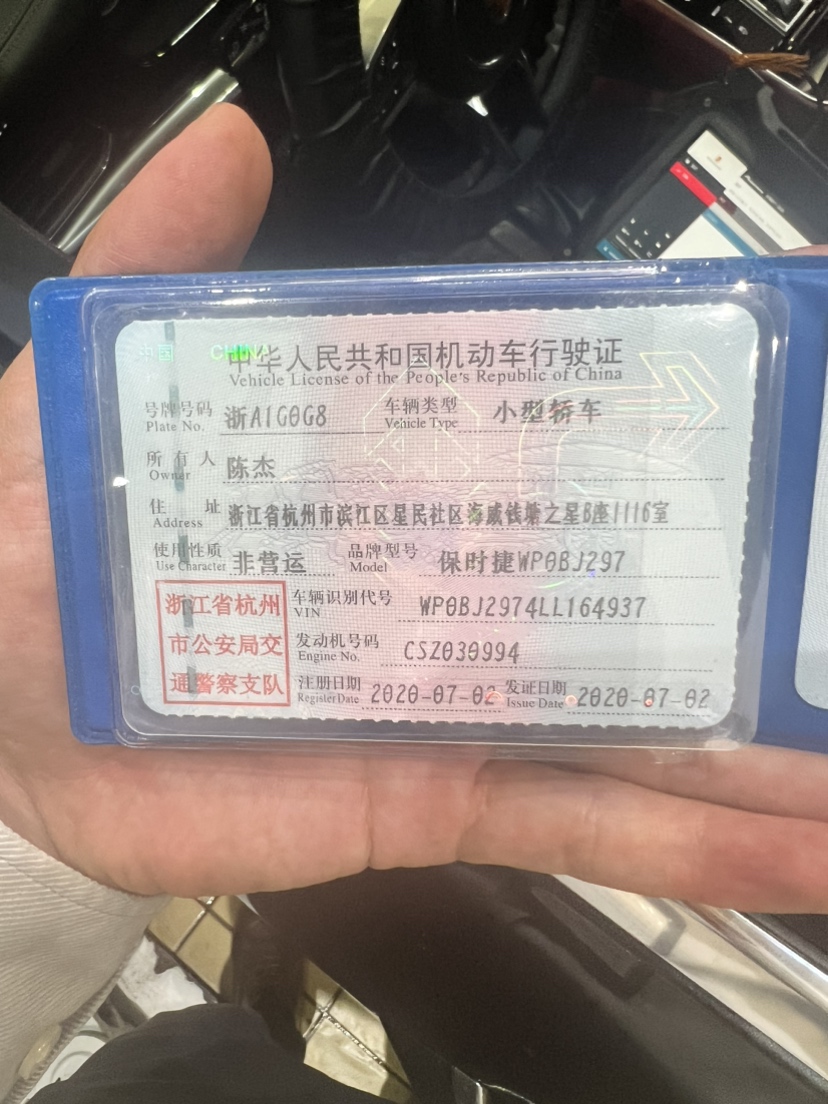 中国 CHINA
中华人民共和国机动车行驶证
Vehicle License of the People's Republic of China
号牌号码 浙A1G0G8 车辆类型 小型轿车
Plate No. Vehicle Type
所有人 陈杰
Owner
住址 浙江省杭州市滨江区星民社区海威钱塘之星B座1116室
Address
使用性质 非营运 品牌型号 保时捷WP0BJ297
Use Character Model
浙江省杭州
市公安局交
通警察支队
车辆识别代号 WP0BJ2974LL164937
VIN
发动机号码 CSZ030994
Engine No.
注册日期 2020-07-02 发证日期 2020-07-02
Register Date Issue Date